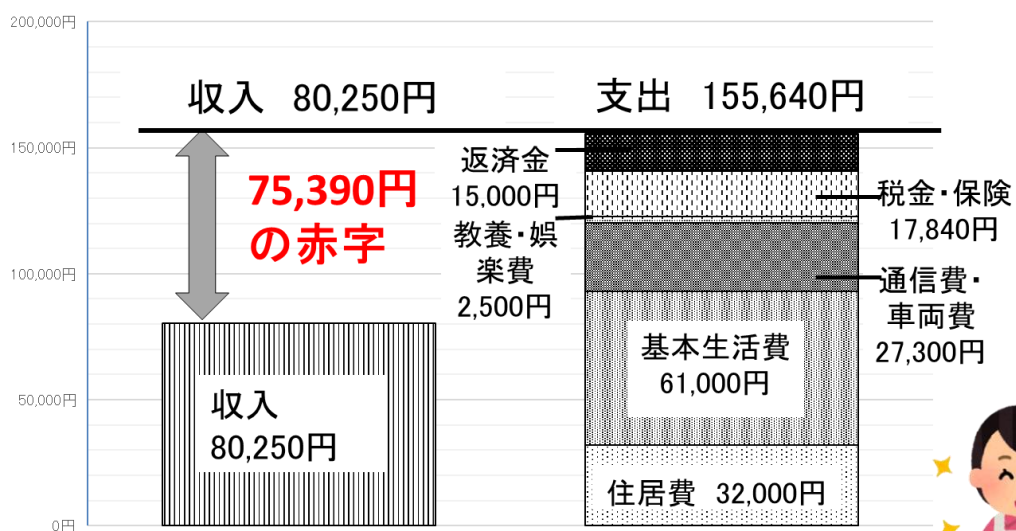 200,000円
150,000円
100,000円
50,000円
0円
収入 80,250円
支出 155,640円
75,390円
の赤字
収入
80,250円
返済金
15,000円
教養・娯
楽費
2,500円
税金・保険
17,840円
通信費・
車両費
27,300円
基本生活費
61,000円
住居費 32,000円